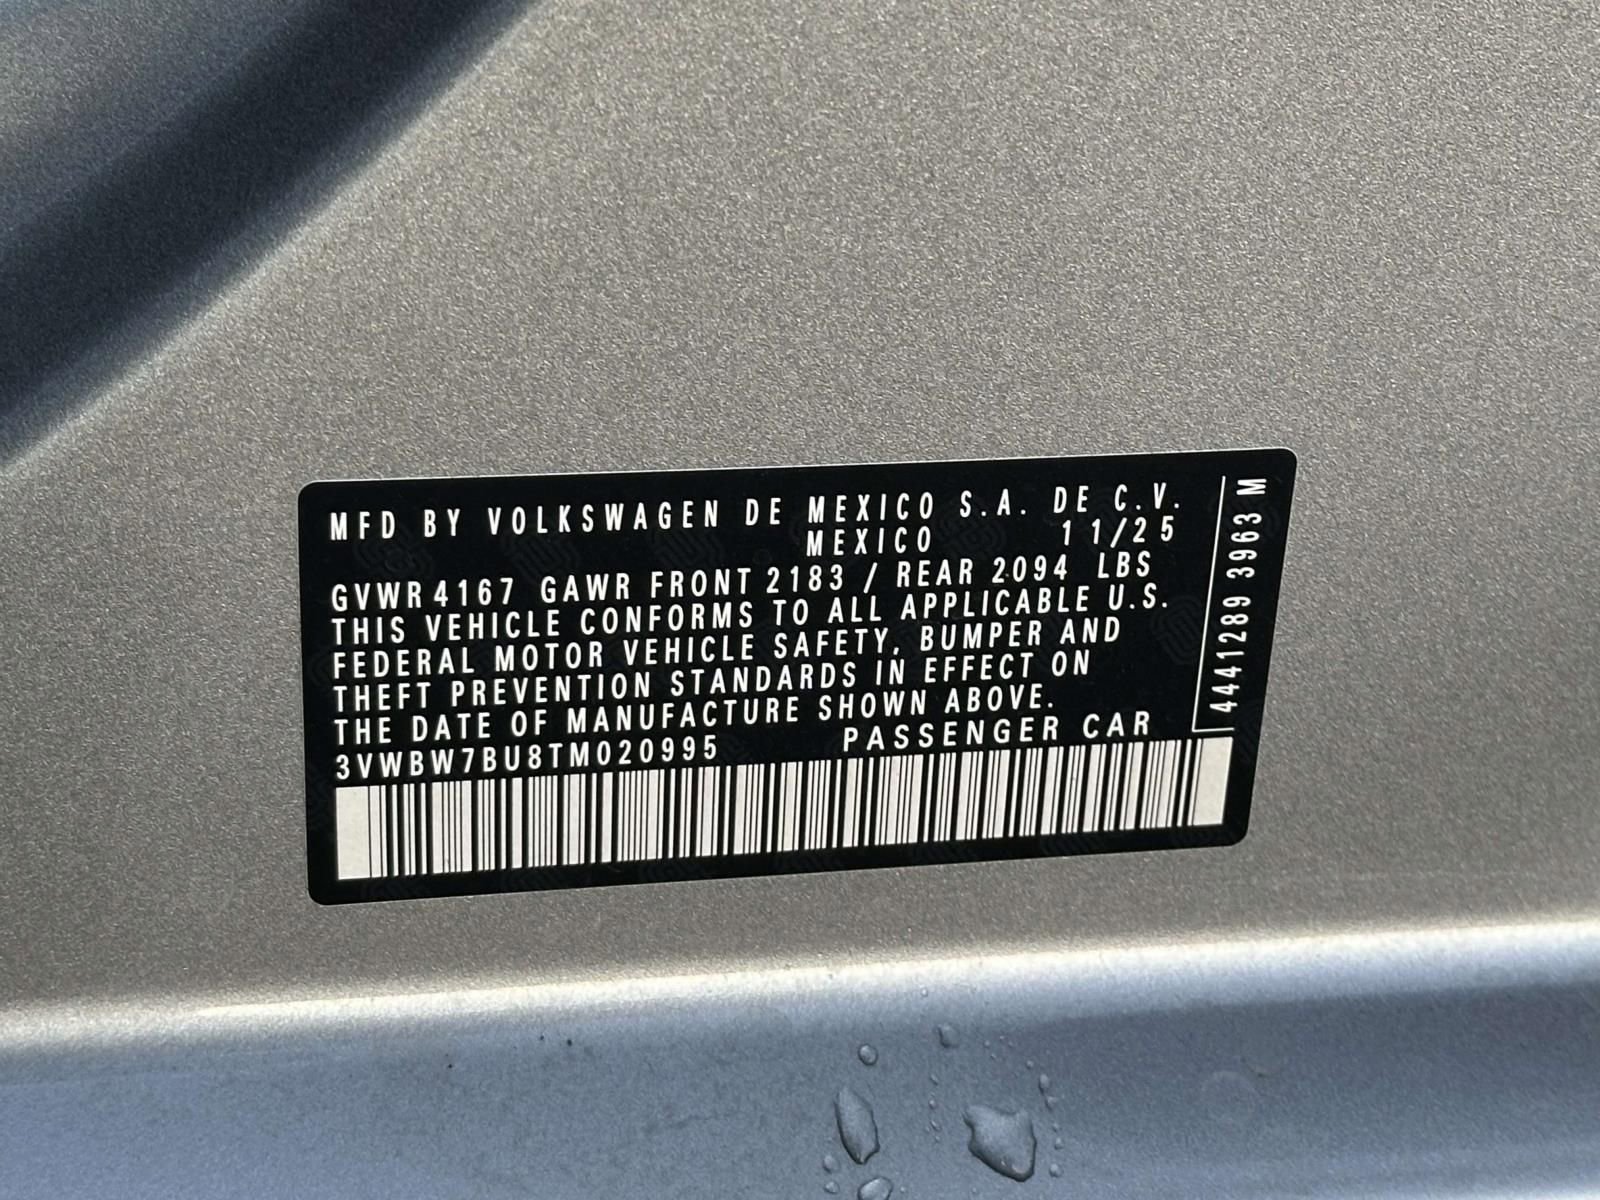 MFD BY VOLKSWAGEN DE MEXICO S.A. DE C.V.
MEXICO 11/25
GVWR 4167 GAWR FRONT 2183 / REAR 2094 LBS
THIS VEHICLE CONFORMS TO ALL APPLICABLE U.S.
FEDERAL MOTOR VEHICLE SAFETY, BUMPER AND
THEFT PREVENTION STANDARDS IN EFFECT ON
THE DATE OF MANUFACTURE SHOWN ABOVE.
3VWBW7BU8TM020995 PASSENGER CAR
4441289 3963 M